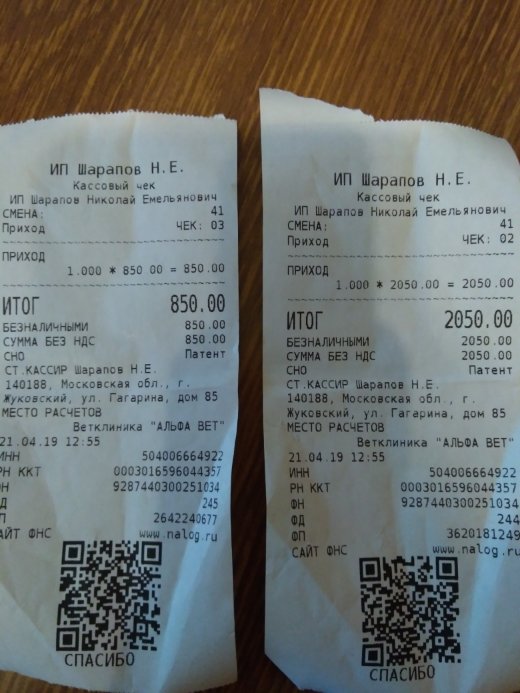 ИП Шарапов Н.Е.
Кассовый чек
ИП Шарапов Николай Емельянович
СМЕНА: 41
Приход ЧЕК: 03
ПРИХОД
1.000 * 850 00 = 850.00
ИТОГ 850.00
БЕЗНАЛИЧНЫМИ 850.00
СУММА БЕЗ НДС 850.00
СНО Патент
СТ.КАССИР Шарапов Н.Е.
140188, Московская обл., г.
Жуковский, ул. Гагарина, дом 85
МЕСТО РАСЧЕТОВ
Ветклиника "АЛЬФА ВЕТ"
21.04.19 12:55
ИНН 504006664922
РН ККТ 0003016596044357
ФН 9287440300251034
ФД 245
ФП 2642240677
САЙТ ФНС www.nalog.ru
СПАСИБО
ИП Шарапов Н.Е.
Кассовый чек
ИП Шарапов Николай Емельянович
СМЕНА: 41
Приход ЧЕК: 02
ПРИХОД
1.000 * 2050.00 = 2050.00
ИТОГ 2050.00
БЕЗНАЛИЧНЫМИ 2050.00
СУММА БЕЗ НДС 2050.00
СНО Патент
СТ.КАССИР Шарапов Н.Е.
140188, Московская обл., г.
Жуковский, ул. Гагарина, дом 85
МЕСТО РАСЧЕТОВ
Ветклиника "АЛЬФА ВЕТ"
21.04.19 12:55
ИНН 504006664922
РН ККТ 0003016596044357
ФН 9287440300251034
ФД 244
ФП 3620181249
САЙТ ФНС www.nalog.ru
СПАСИБО